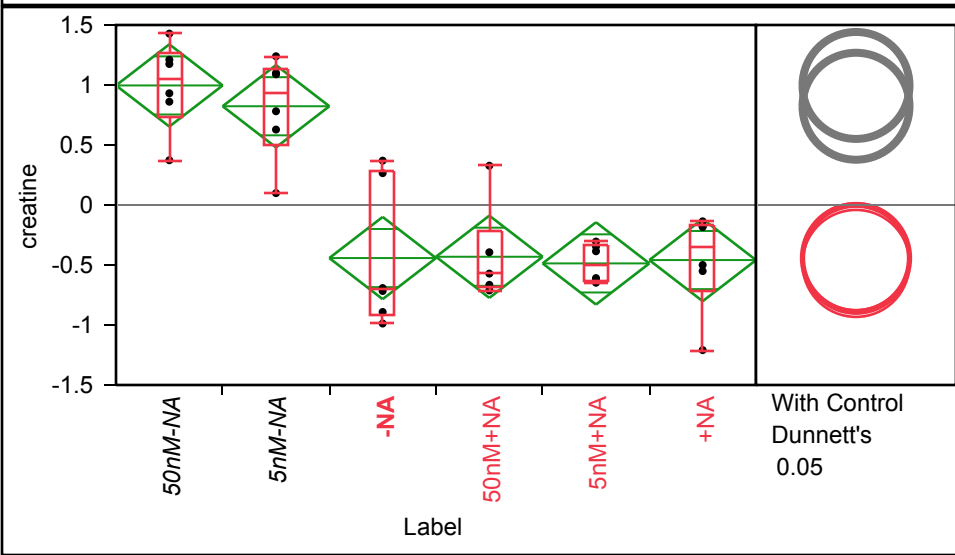 1.5
1
0.5
0
-0.5
-1
-1.5
creatine
50nM-NA
5nM-NA
-NA
50nM+NA
5nM+NA
+NA
Label
With Control
Dunnett's
0.05